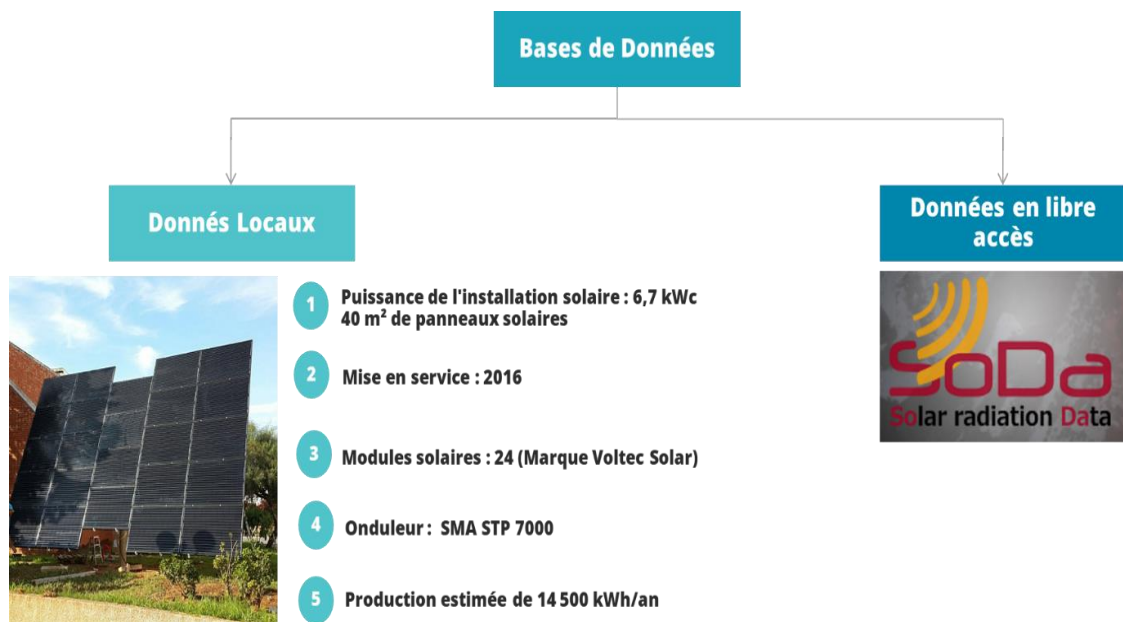 Bases de Données
Donnés Locaux
1
Puissance de l'installation solaire : 6,7 kWc
40 m² de panneaux solaires
2
Mise en service : 2016
3
Modules solaires : 24 (Marque Voltec Solar)
4
Onduleur : SMA STP 7000
5
Production estimée de 14 500 kWh/an
Données en libre
accès
SoDa
Solar radiation Data